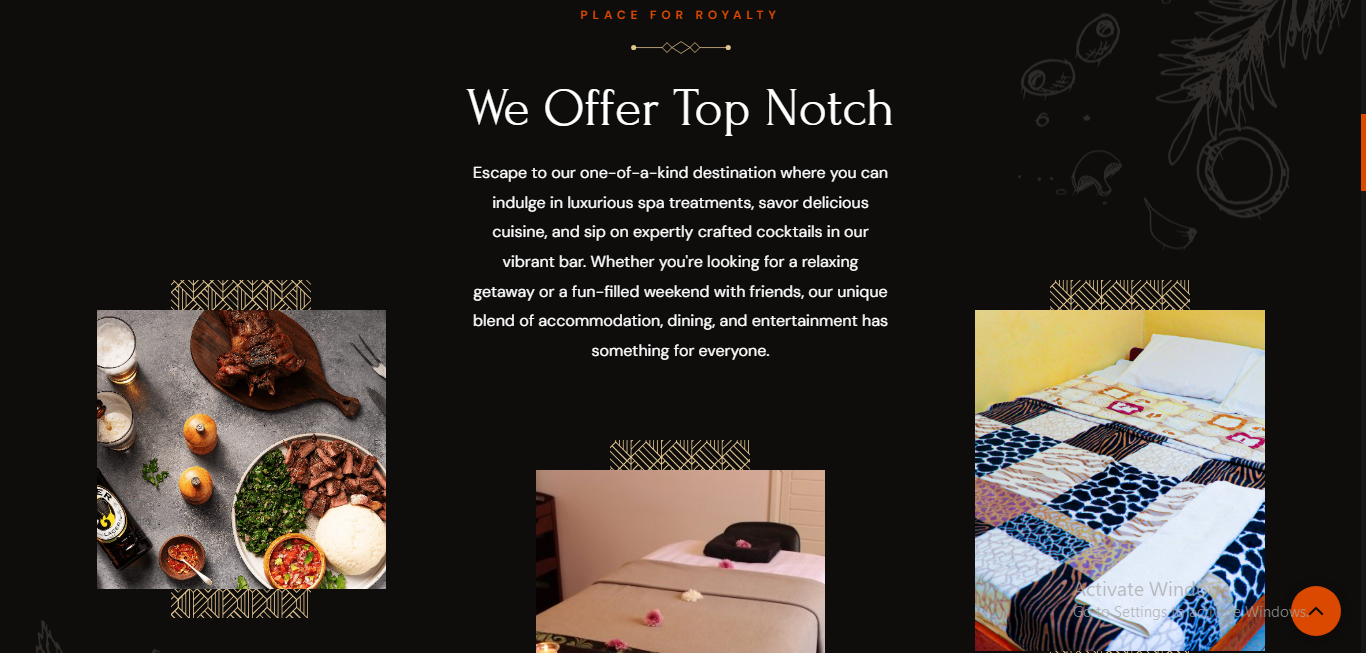 PLACE FOR ROYALTY
We Offer Top Notch
Escape to our one-of-a-kind destination where you can
indulge in luxurious spa treatments, savor delicious
cuisine, and sip on expertly crafted cocktails in our
vibrant bar. Whether you're looking for a relaxing
getaway or a fun-filled weekend with friends, our unique
blend of accommodation, dining, and entertainment has
something for everyone.
LAGER
Activate Windows
Go to Settings to activate Windows.